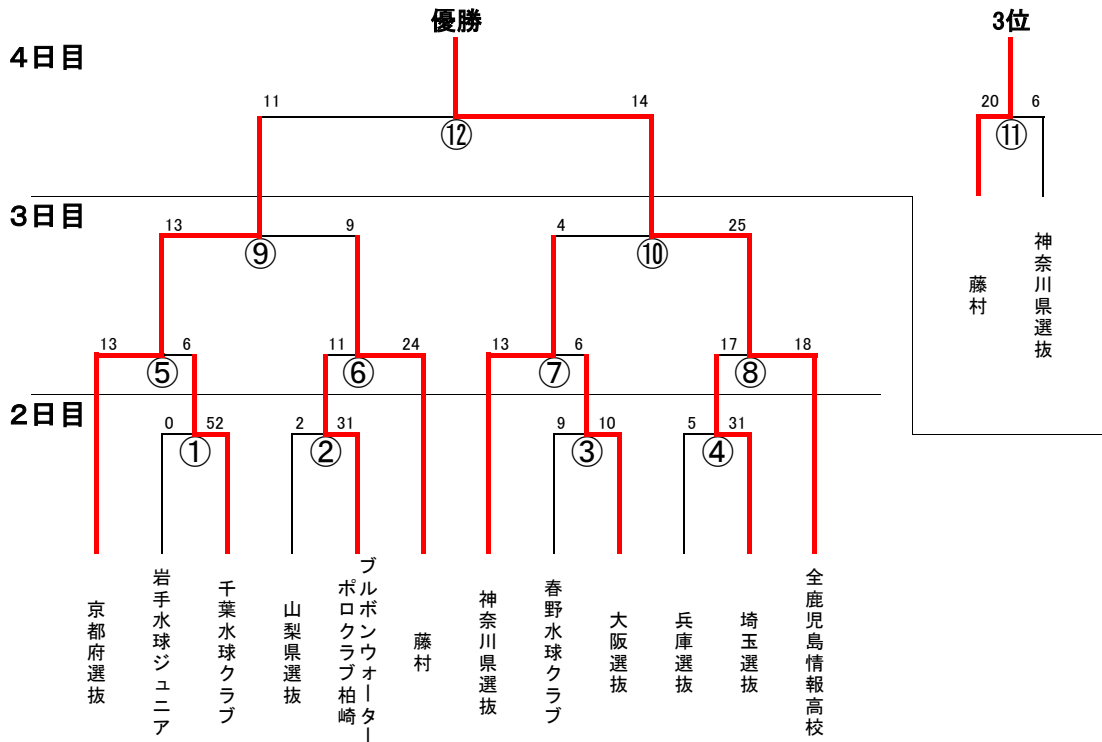 優勝
3位
4日目
11
14
20
6
⑫
⑪
3日目
13
9
4
25
⑨
⑩
藤村
神奈川県選抜
13
6
11
24
13
6
17
18
⑤
⑥
⑦
⑧
2日目
0
52
2
31
9
10
5
31
①
②
③
④
京都府選抜
岩手水球ジュニア
千葉水球クラブ
山梨県選抜
ブルボンウォーター
ポロクラブ柏崎
藤村
神奈川県選抜
春野水球クラブ
大阪選抜
兵庫選抜
埼玉選抜
全鹿児島情報高校